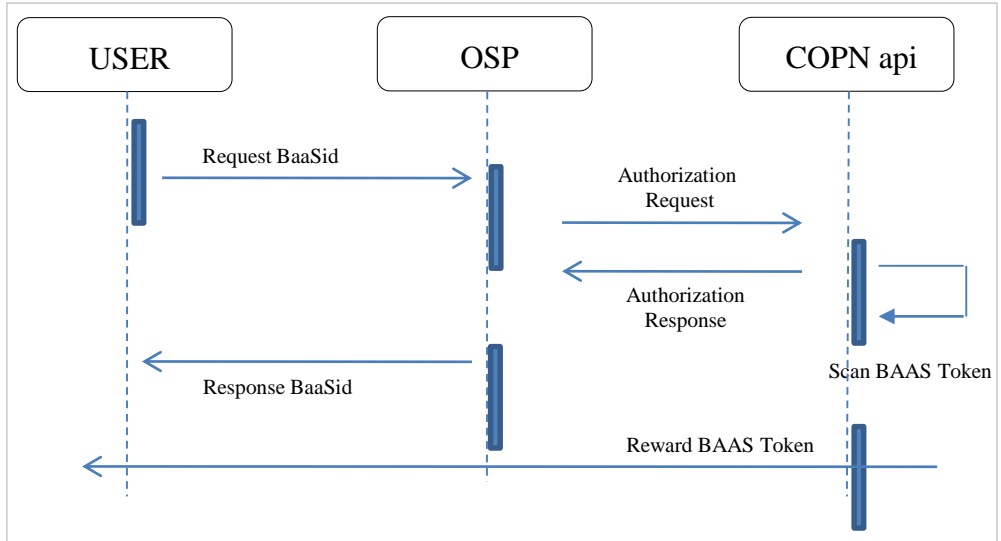 USER
OSP
COPN api
Request BaaSid
Authorization
Request
Authorization
Response
Scan BAAS Token
Response BaaSid
Reward BAAS Token